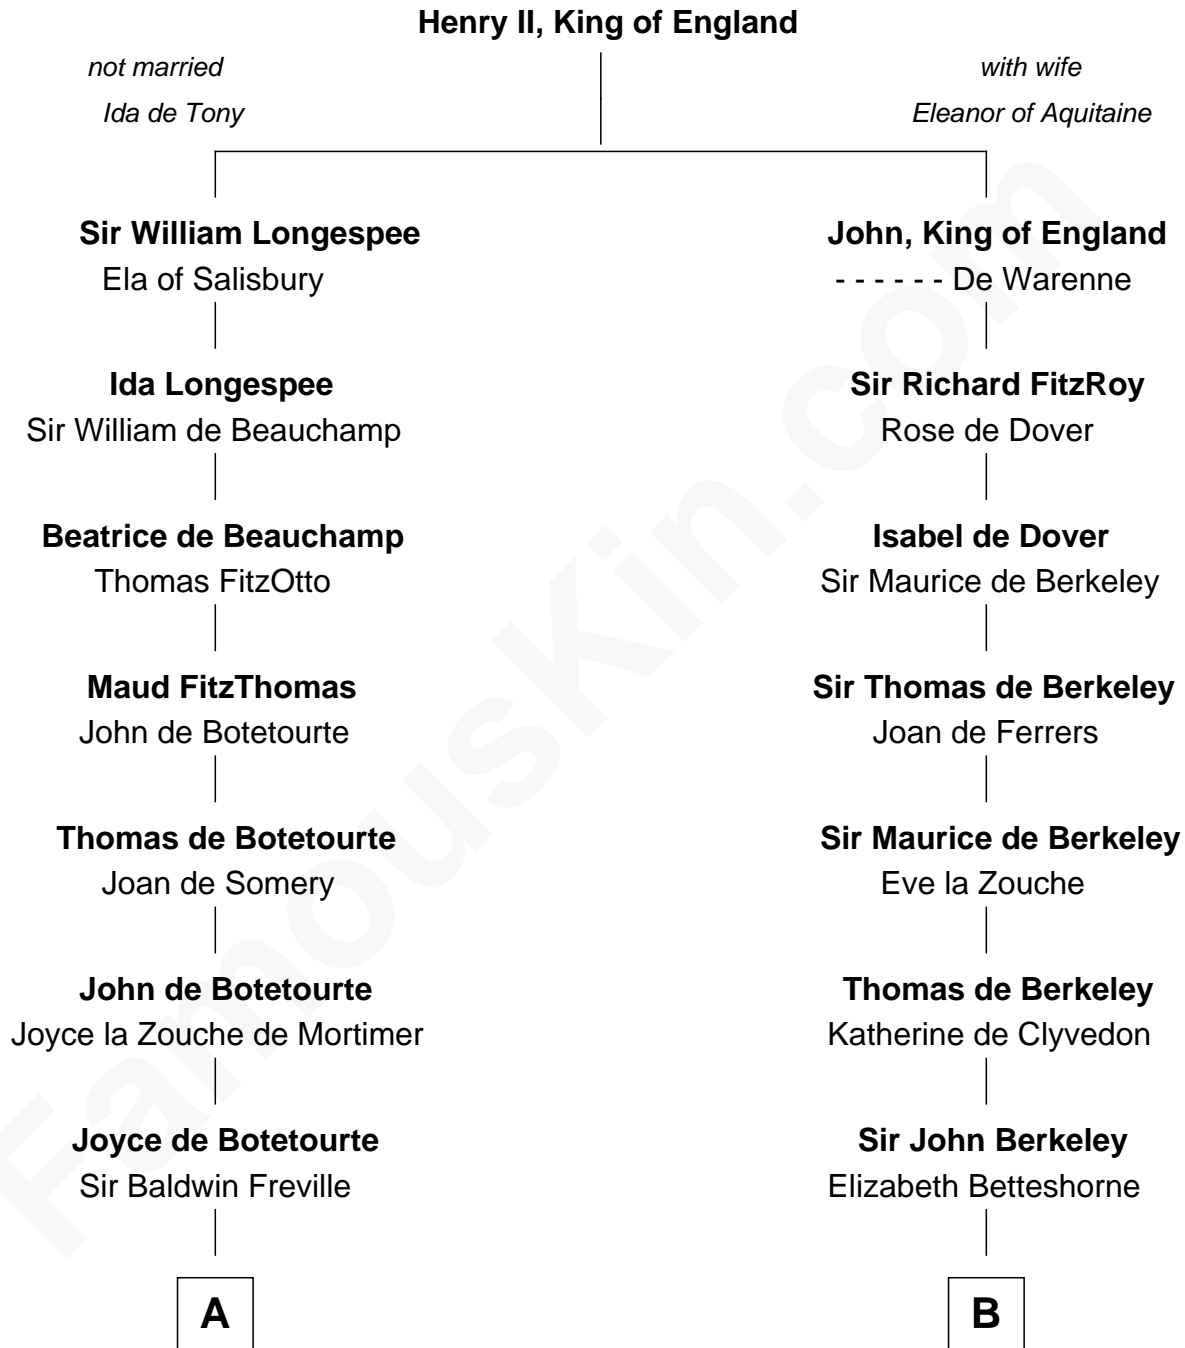 Henry II, King of England
not married
Ida de Tony
with wife
Eleanor of Aquitaine
Sir William Longespee
Ela of Salisbury
John, King of England
- - - - - - De Warenne
Ida Longespee
Sir William de Beauchamp
Sir Richard FitzRoy
Rose de Dover
Beatrice de Beauchamp
Thomas FitzOtto
Isabel de Dover
Sir Maurice de Berkeley
Maud FitzThomas
John de Botetourte
Sir Thomas de Berkeley
Joan de Ferrers
Thomas de Botetourte
Joan de Somery
Sir Maurice de Berkeley
Eve la Zouche
John de Botetourte
Joyce la Zouche de Mortimer
Thomas de Berkeley
Katherine de Clyvedon
Joyce de Botetourte
Sir Baldwin Freville
Sir John Berkeley
Elizabeth Betteshorne
A
B
FamousKin.com